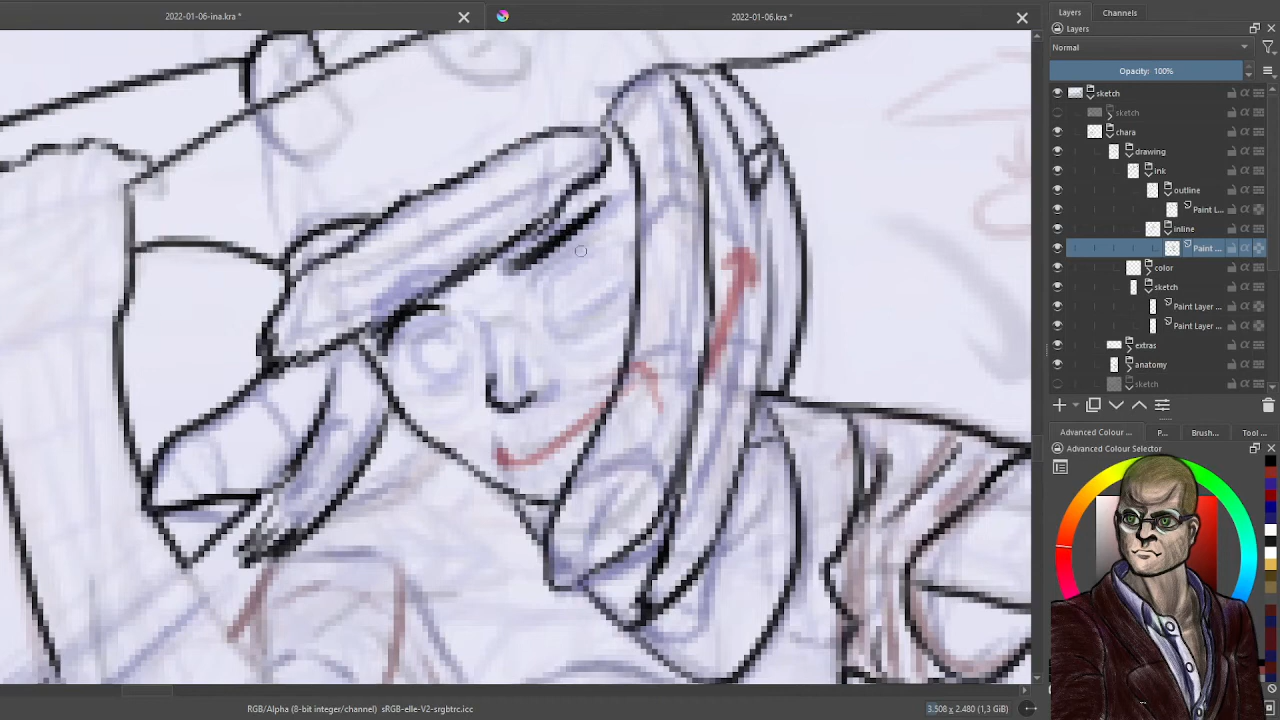 2022-01-06-ina.kra *
2022-01-06.kra *
Layers
Channels
Layers
Normal
Opacity: 100%
sketch
sketch
chara
drawing
ink
outline
Paint L...
inline
Paint ...
color
sketch
Paint Layer ...
Paint Layer ...
extras
anatomy
sketch
Advanced Colour ...
P...
Brush...
Tool ...
Advanced Colour Selector
RGB/Alpha (8-bit integer/channel) sRGB-elle-V2-srgbtrc.icc
3.508 x 2.480 (1,3 GiB)